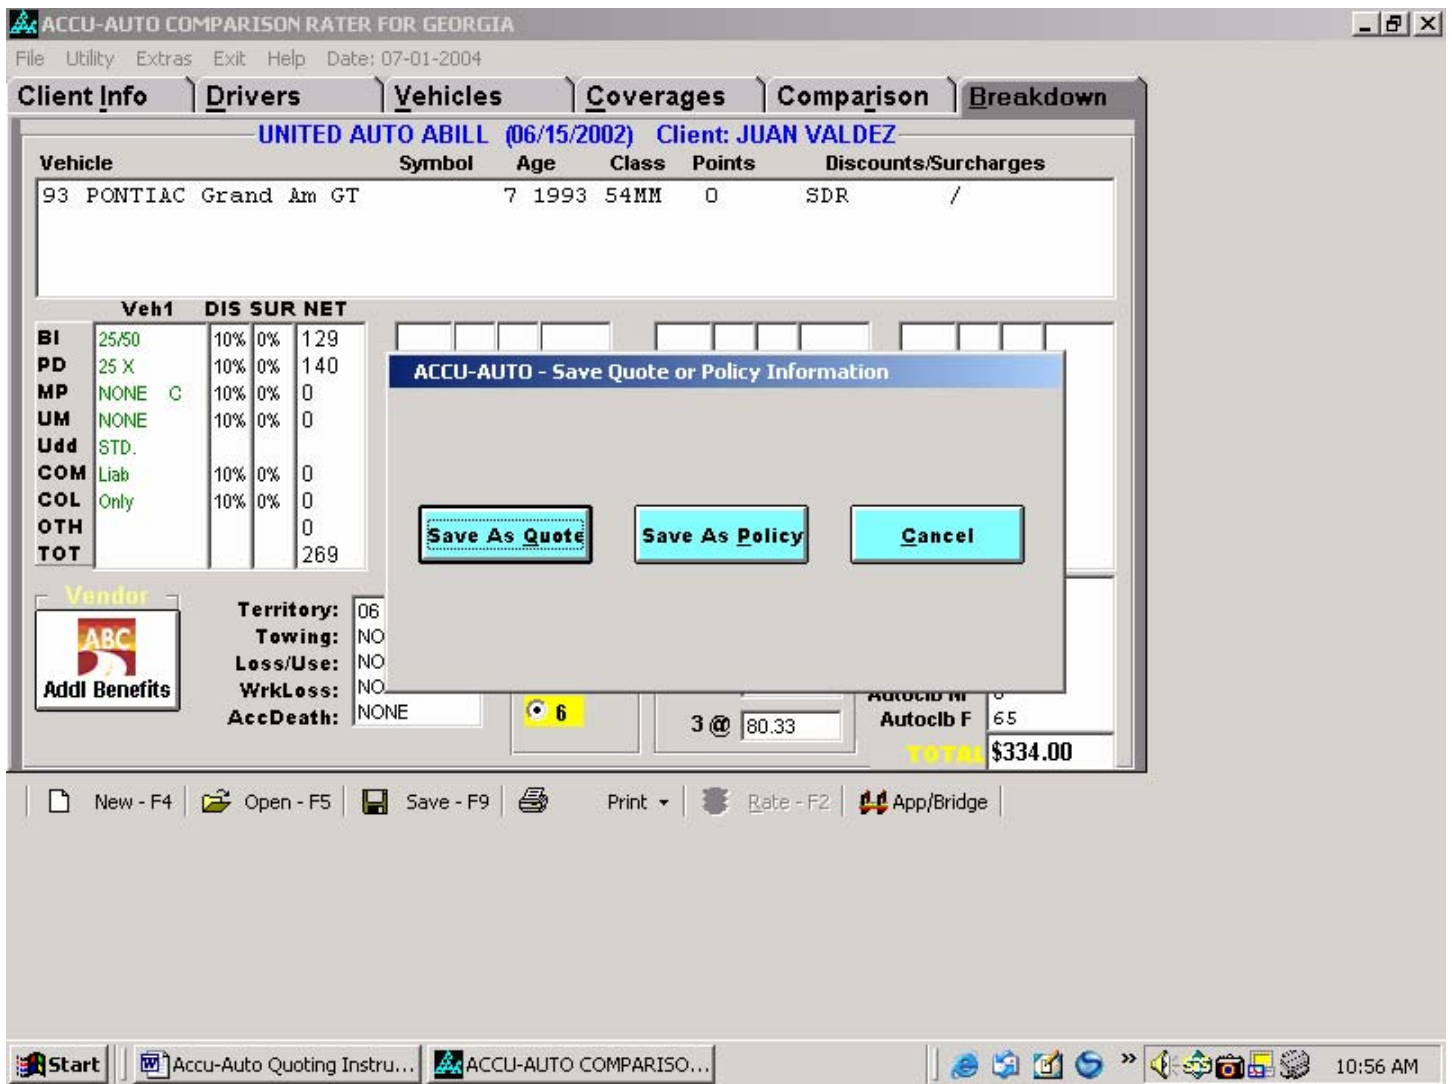 ACCU-AUTO COMPARISON RATER FOR GEORGIA
File Utility Extras Exit Help Date: 07-01-2004
Client Info Drivers Vehicles Coverages Comparison Breakdown
UNITED AUTO ABILL (06/15/2002) Client: JUAN VALDEZ
Vehicle Symbol Age Class Points Discounts/Surcharges
93 PONTIAC Grand Am GT 7 1993 54MM 0 SDR /
Veh1 DIS SUR NET
BI 25/50 10% 0% 129
PD 25 X 10% 0% 140
MP NONE C 10% 0% 0
UM NONE 10% 0% 0
Udd STD.
COM Liab 10% 0% 0
COL Only 10% 0% 0
OTH 0
TOT 269
ACCU-AUTO - Save Quote or Policy Information
Save As Quote Save As Policy Cancel
Vendor
ABC
Addl Benefits
Territory: 06
Towing: NO
Loss/Use: NO
WrkLoss: NO
AccDeath: NONE
6
3 @ 80.33
Autoclb F 65
TOTAL $334.00
New - F4 Open - F5 Save - F9 Print Rate - F2 App/Bridge
Start Accu-Auto Quoting Instru... ACCU-AUTO COMPARISO... » 10:56 AM